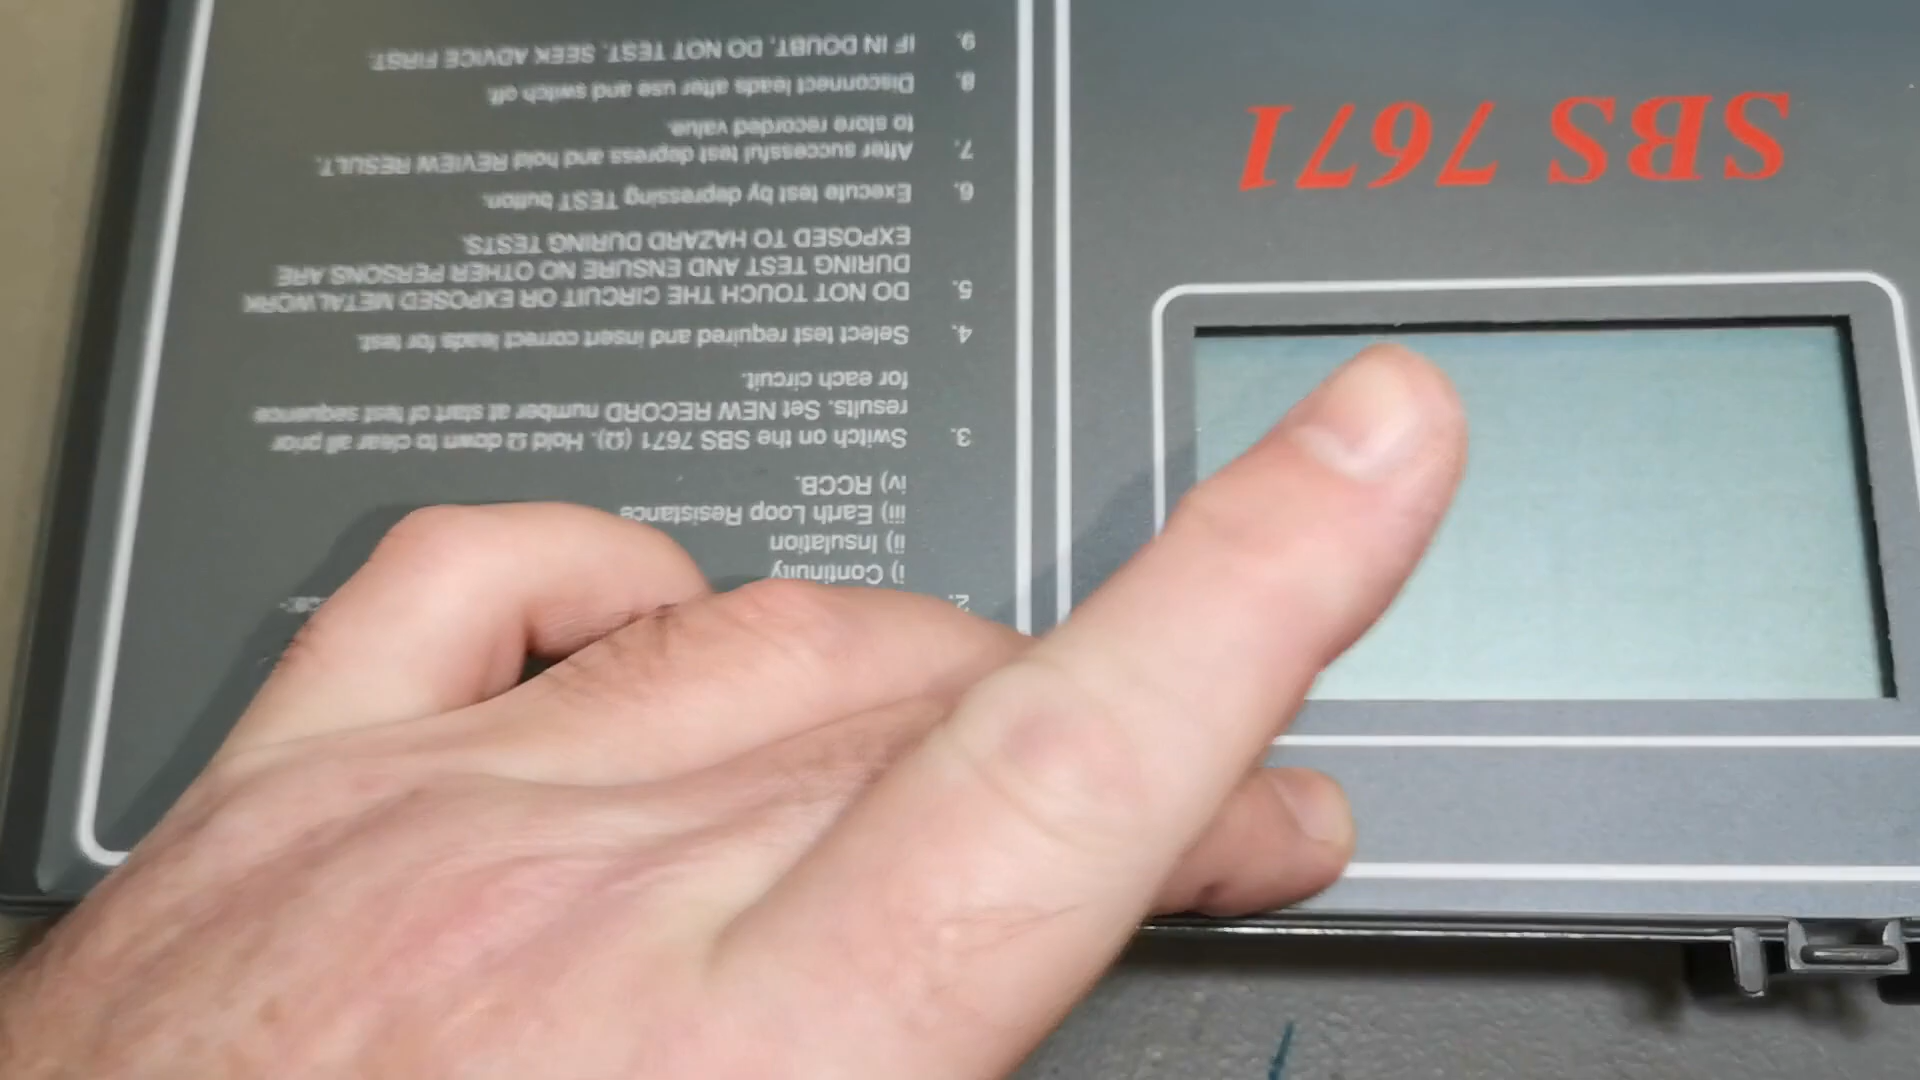 SBS 7671
2.
i) Continuity
ii) Insulation
iii) Earth Loop Resistance
iv) RCCB.
3. Switch on the SBS 7671 (Ω). Hold Ω down to clear all prior
results. Set NEW RECORD number at start of test sequence
for each circuit.
4. Select test required and insert correct leads for test.
5. DO NOT TOUCH THE CIRCUIT OR EXPOSED METALWORK
DURING TEST AND ENSURE NO OTHER PERSONS ARE
EXPOSED TO HAZARD DURING TESTS.
6. Execute test by depressing TEST button.
7. After successful test depress and hold REVIEW RESULT.
to store recorded value.
8. Disconnect leads after use and switch off.
9. IF IN DOUBT, DO NOT TEST, SEEK ADVICE FIRST.